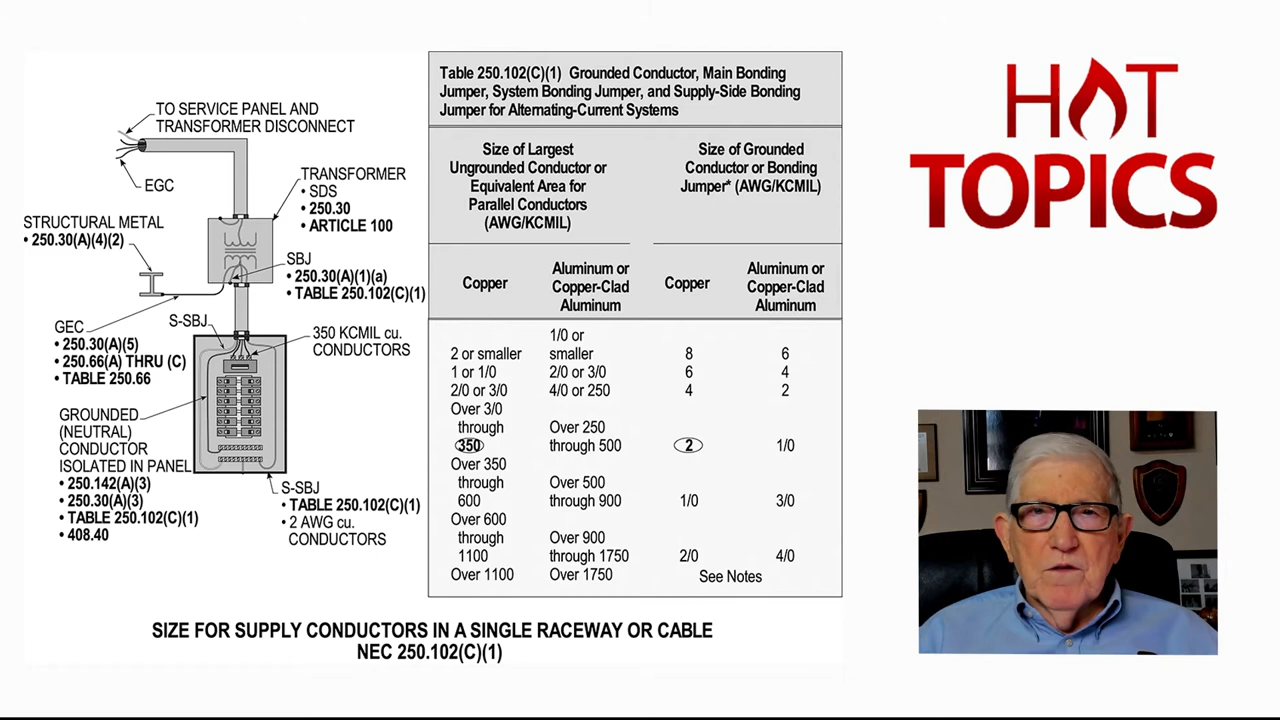 TO SERVICE PANEL AND
TRANSFORMER DISCONNECT
EGC
TRANSFORMER
• SDS
• 250.30
• ARTICLE 100
STRUCTURAL METAL
• 250.30(A)(4)(2)
SBJ
• 250.30(A)(1)(a)
• TABLE 250.102(C)(1)
GEC
• 250.30(A)(5)
• 250.66(A) THRU (C)
• TABLE 250.66
S-SBJ
350 KCMIL cu.
CONDUCTORS
GROUNDED
(NEUTRAL)
CONDUCTOR
ISOLATED IN PANEL
• 250.142(A)(3)
• 250.30(A)(3)
• TABLE 250.102(C)(1)
• 408.40
S-SBJ
• TABLE 250.102(C)(1)
• 2 AWG cu.
CONDUCTORS
Table 250.102(C)(1) Grounded Conductor, Main Bonding
Jumper, System Bonding Jumper, and Supply-Side Bonding
Jumper for Alternating-Current Systems
Size of Largest
Ungrounded Conductor or
Equivalent Area for
Parallel Conductors
(AWG/KCMIL)
Size of Grounded
Conductor or Bonding
Jumper* (AWG/KCMIL)
Copper
Aluminum or
Copper-Clad
Aluminum
Copper
Aluminum or
Copper-Clad
Aluminum
1/0 or
2 or smaller smaller 8 6
1 or 1/0 2/0 or 3/0 6 4
2/0 or 3/0 4/0 or 250 4 2
Over 3/0
through Over 250
350 through 500 2 1/0
Over 350
through Over 500
600 through 900 1/0 3/0
Over 600
through Over 900
1100 through 1750 2/0 4/0
Over 1100 Over 1750 See Notes
SIZE FOR SUPPLY CONDUCTORS IN A SINGLE RACEWAY OR CABLE
NEC 250.102(C)(1)
HOT
TOPICS